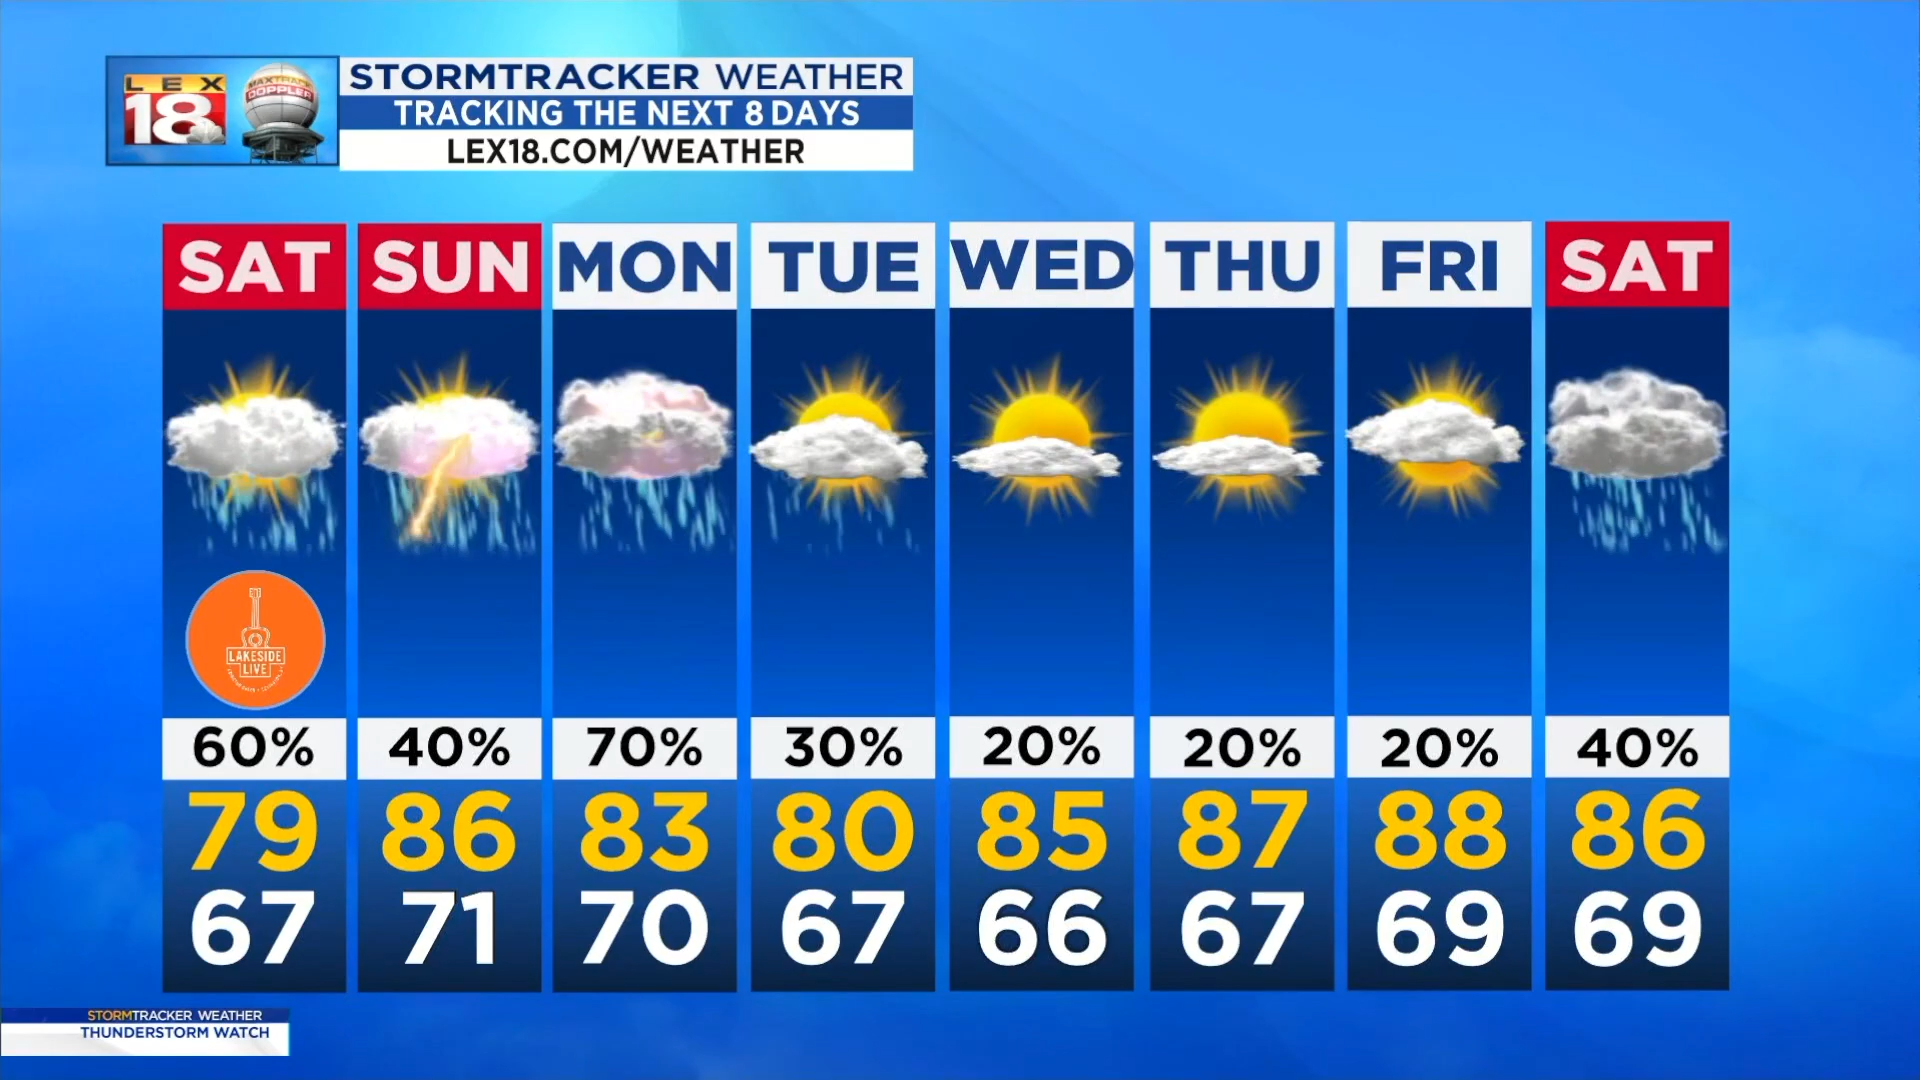 LEX
18
MAXTRACK
DOPPLER
STORMTRACKER WEATHER
TRACKING THE NEXT 8 DAYS
LEX18.COM/WEATHER
SAT SUN MON TUE WED THU FRI SAT
LAKESIDE
LIVE
60% 40% 70% 30% 20% 20% 20% 40%
79 86 83 80 85 87 88 86
67 71 70 67 66 67 69 69
STORMTRACKER WEATHER
THUNDERSTORM WATCH